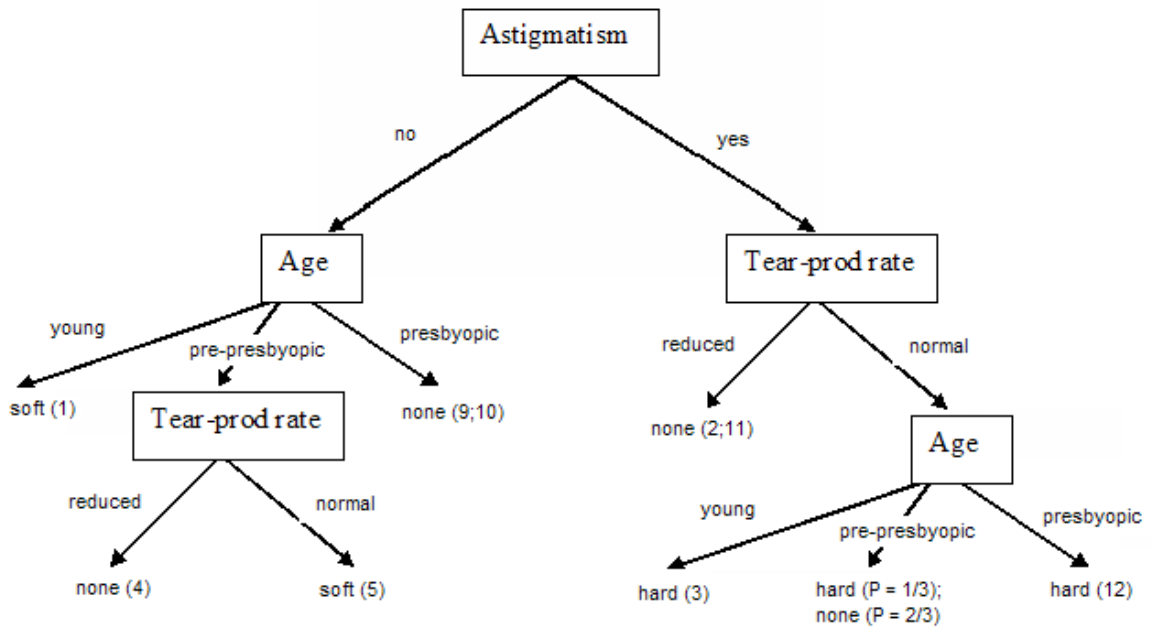 Astigmatism
no
yes
Age
Tear-prod rate
young
pre-presbyopic
presbyopic
reduced
normal
soft (1)
Tear-prod rate
none (9;10)
none (2;11)
Age
reduced
normal
young
pre-presbyopic
presbyopic
none (4)
soft (5)
hard (3)
hard (P = 1/3);
none (P = 2/3)
hard (12)